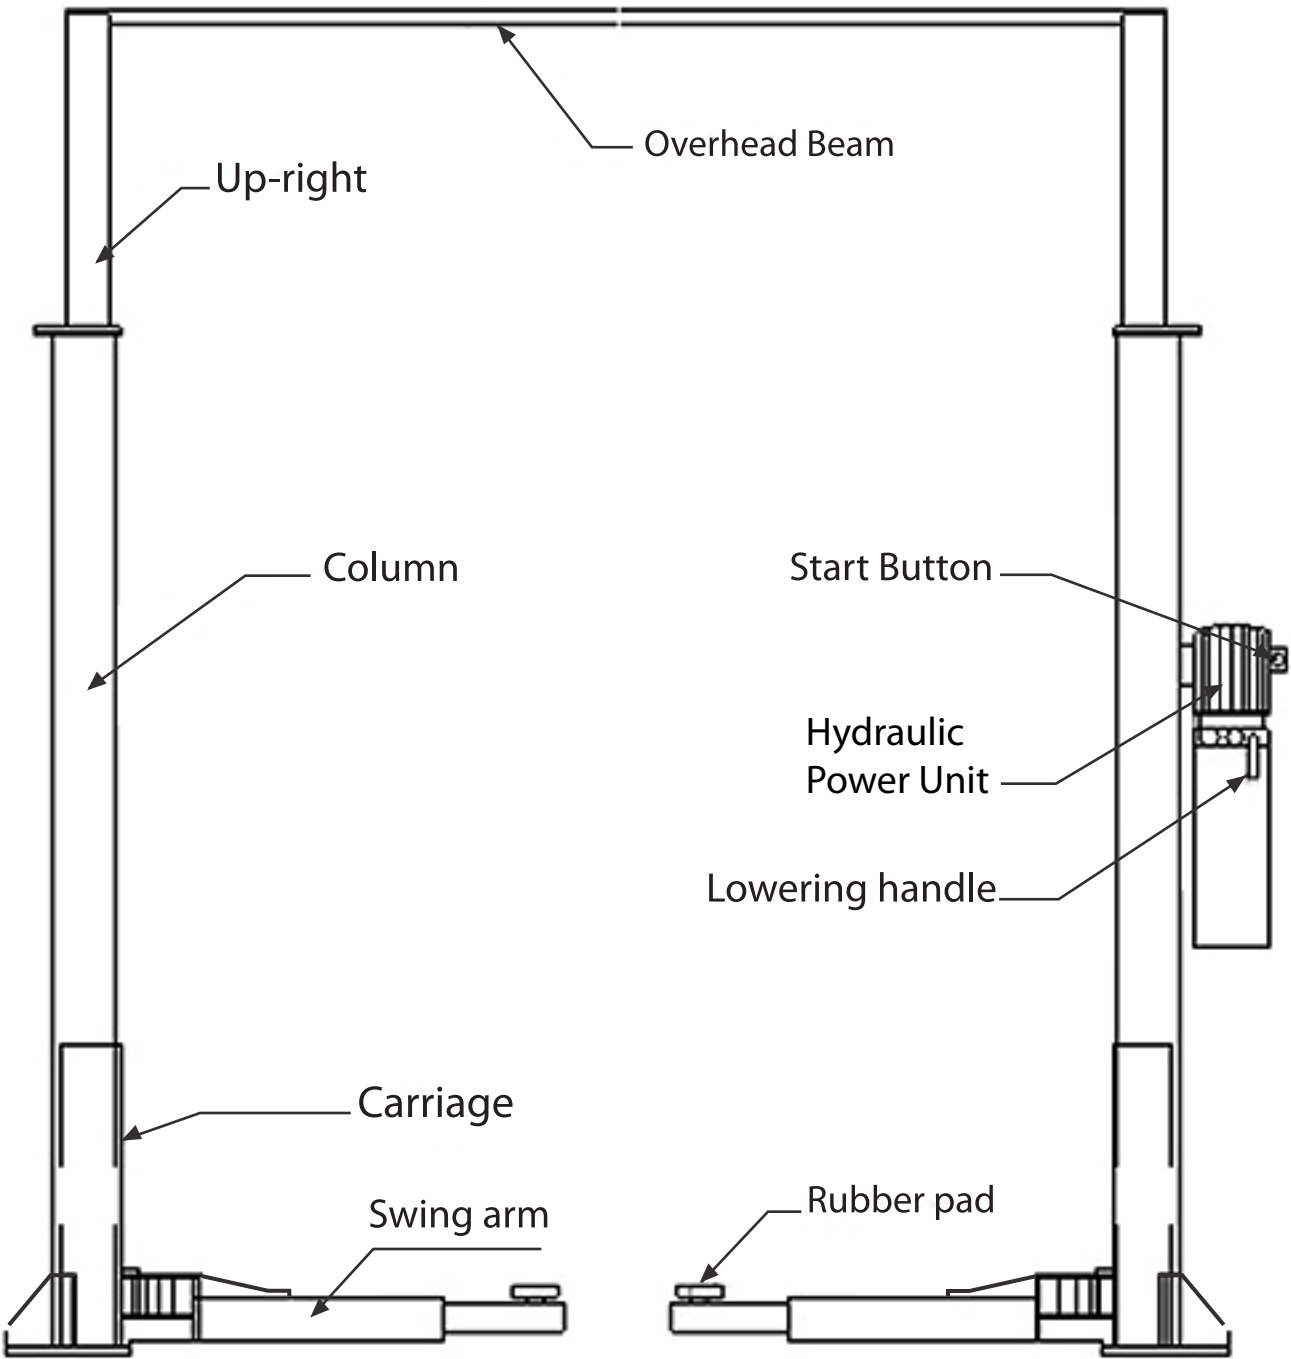 Overhead Beam
Up-right
Column
Start Button
Hydraulic
Power Unit
Lowering handle
Carriage
Swing arm
Rubber pad